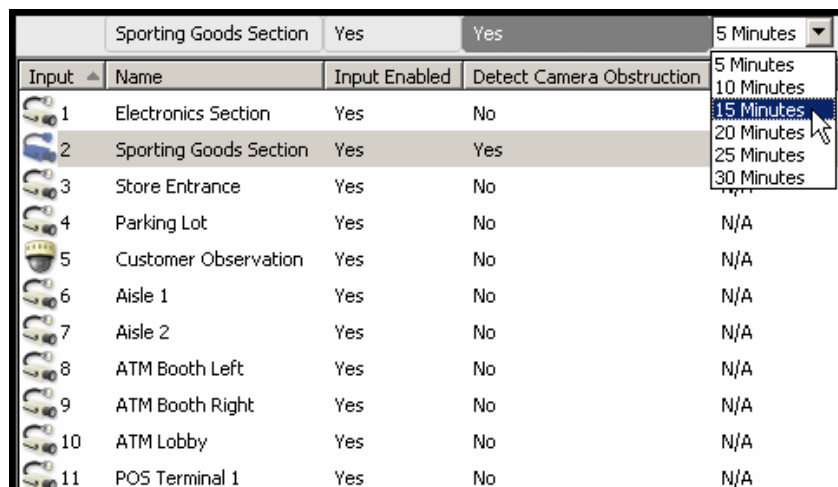 Sporting Goods Section Yes Yes 5 Minutes
Input Name Input Enabled Detect Camera Obstruction
5 Minutes
10 Minutes
15 Minutes
20 Minutes
25 Minutes
30 Minutes
1 Electronics Section Yes No
2 Sporting Goods Section Yes Yes
3 Store Entrance Yes No
4 Parking Lot Yes No N/A
5 Customer Observation Yes No N/A
6 Aisle 1 Yes No N/A
7 Aisle 2 Yes No N/A
8 ATM Booth Left Yes No N/A
9 ATM Booth Right Yes No N/A
10 ATM Lobby Yes No N/A
11 POS Terminal 1 Yes No N/A